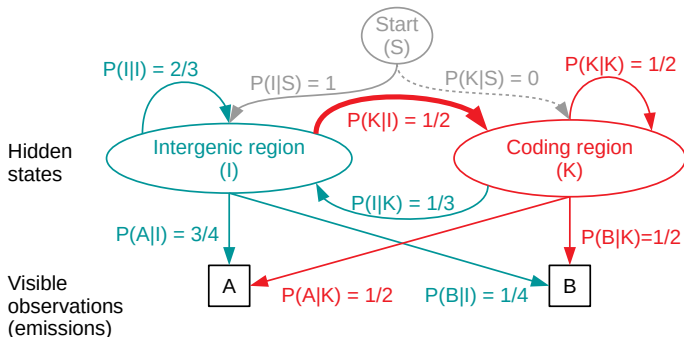 Start
(S)
P(I|I) = 2/3
P(I|S) = 1
P(K|S) = 0
P(K|K) = 1/2
P(K|I) = 1/2
Hidden
states
Intergenic region
(I)
Coding region
(K)
P(I|K) = 1/3
P(A|I) = 3/4
P(B|K)=1/2
Visible
observations
(emissions)
A
B
P(A|K) = 1/2
P(B|I) = 1/4